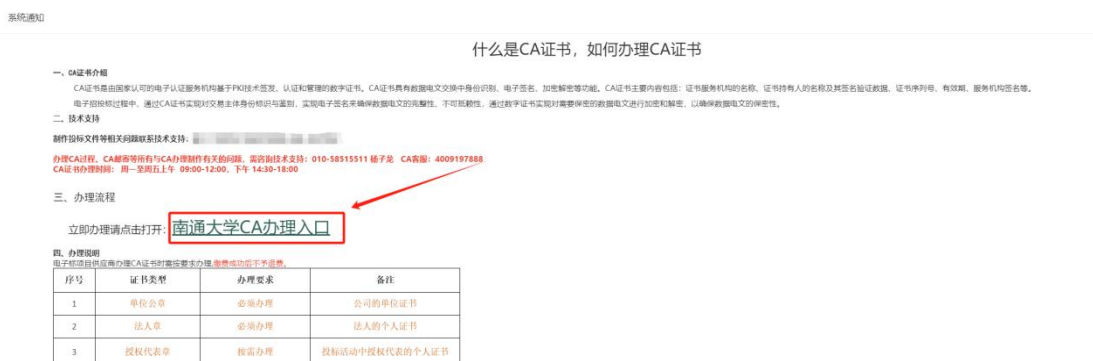 系统通知
什么是CA证书，如何办理CA证书
一、CA证书介绍
CA证书是由国家认可的电子认证服务机构基于PKI技术签发、认证和管理的数字证书。CA证书具有数据电文交换中身份识别、电子签名、加密解密等功能。CA证书主要内容包括：证书服务机构的名称、证书持有人的名称及其签名验证数据、证书序列号、有效期、服务机构签名等。
电子招投标过程中，通过CA证书实现对交易主体身份标识与鉴别、实现电子签名来确保数据电文的完整性、不可抵赖性，通过数字证书实现对需要保密的数据电文进行加密和解密，以确保数据电文的保密性。
二、技术支持
制作投标文件等相关问题联系技术支持：
办理CA过程、CA邮寄等所有与CA办理制作有关的问题、需咨询技术支持：010-58515511 杨子龙 CA客服：4009197888
CA证书办理时间： 周一至周五上午 09:00-12:00，下午 14:30-18:00
三、办理流程
立即办理请点击打开：南通大学CA办理入口
四、办理说明
电子标项目供应商办理CA证书时需按要求办理,缴费成功后不予退费。
序号 证书类型 办理要求 备注
1 单位公章 必须办理 公司的单位证书
2 法人章 必须办理 法人的个人证书
3 授权代表章 按需办理 投标活动中授权代表的个人证书